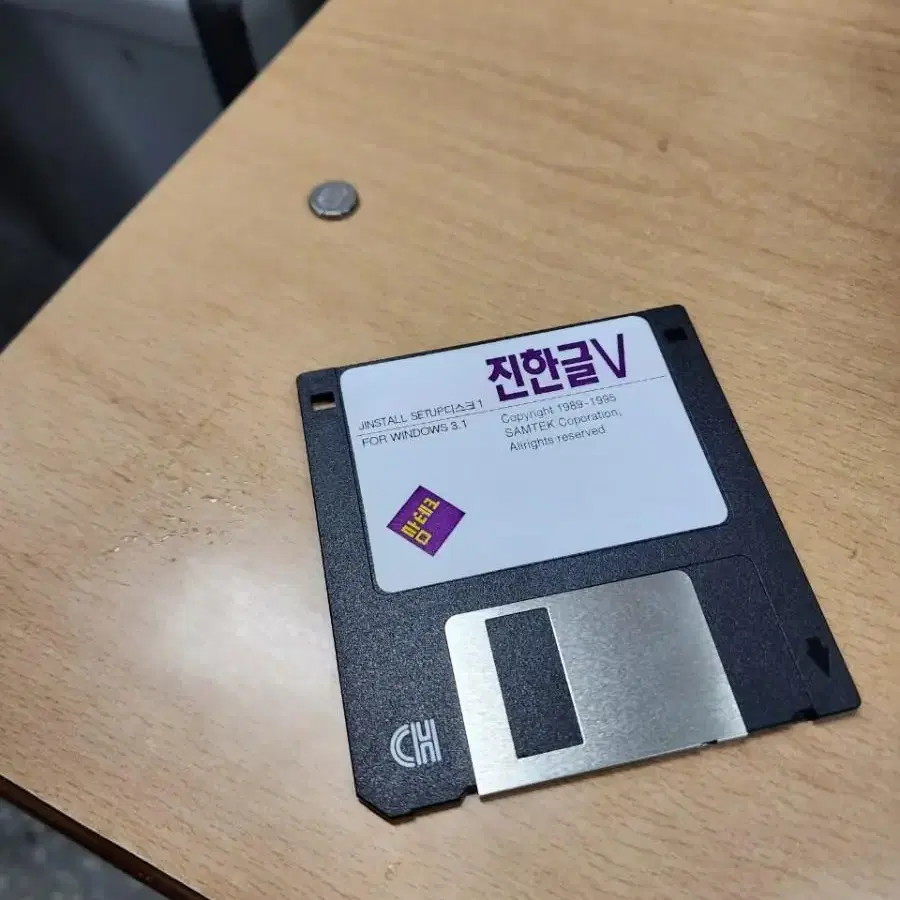 진한글V
JINSTALL SETUP디스크 1
FOR WINDOWS 3.1
Copyright 1989-1995
SAMTEK Coporation,
Allrights reserved
삼테크